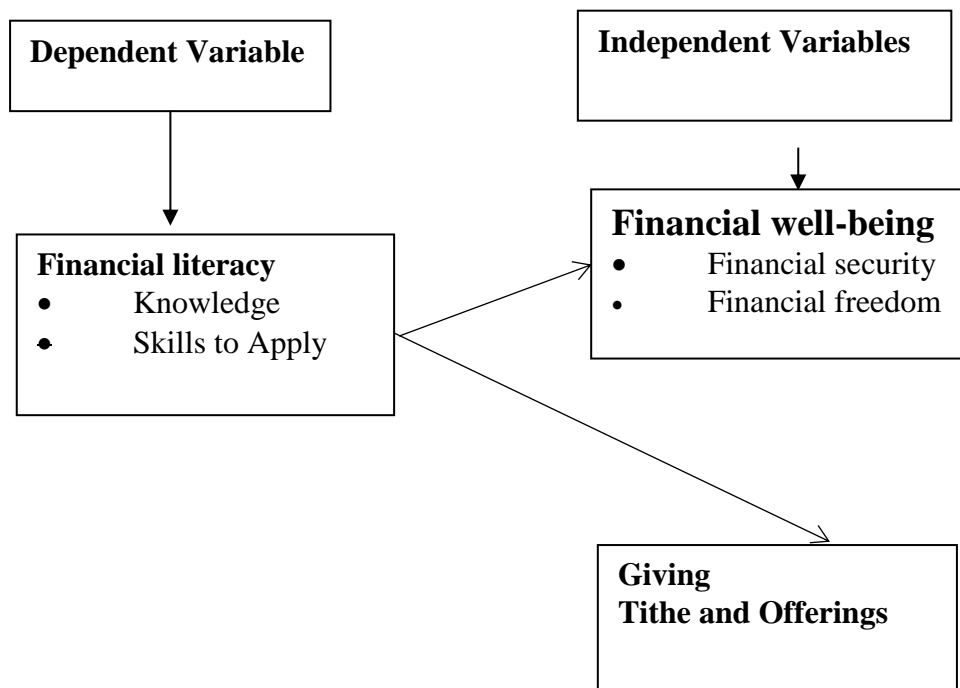 Dependent Variable
Independent Variables
Financial literacy
• Knowledge
• Skills to Apply
Financial well-being
• Financial security
• Financial freedom
Giving
Tithe and Offerings